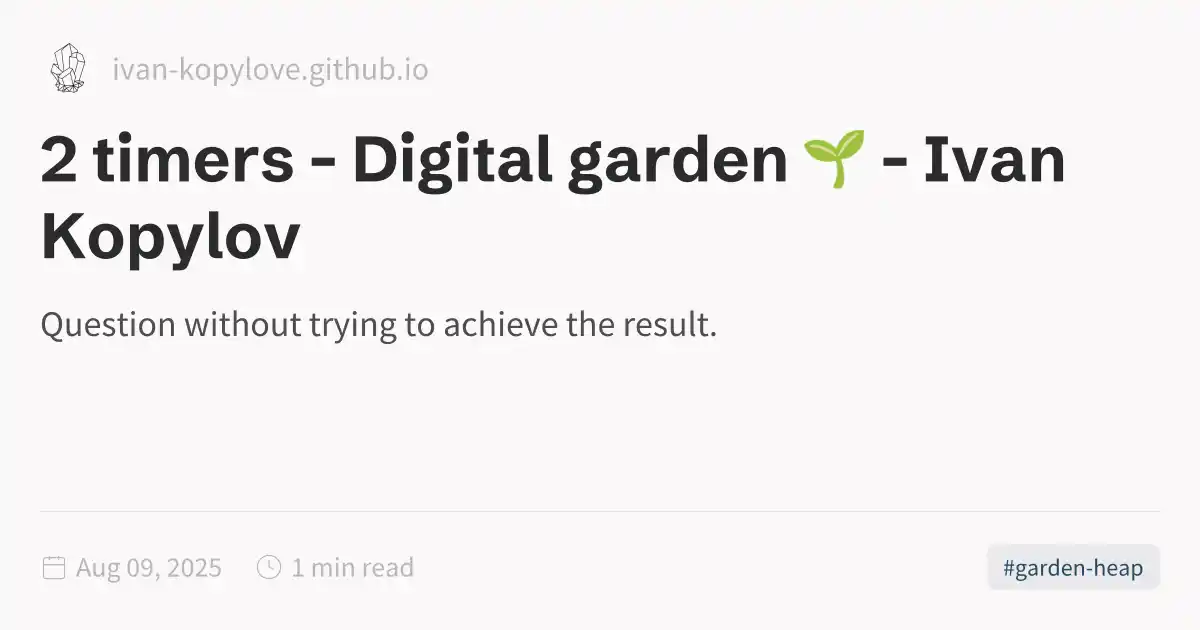 ivan-kopylove.github.io
2 timers - Digital garden 🌱 - Ivan
Kopylov
Question without trying to achieve the result.
Aug 09, 2025 1 min read #garden-heap